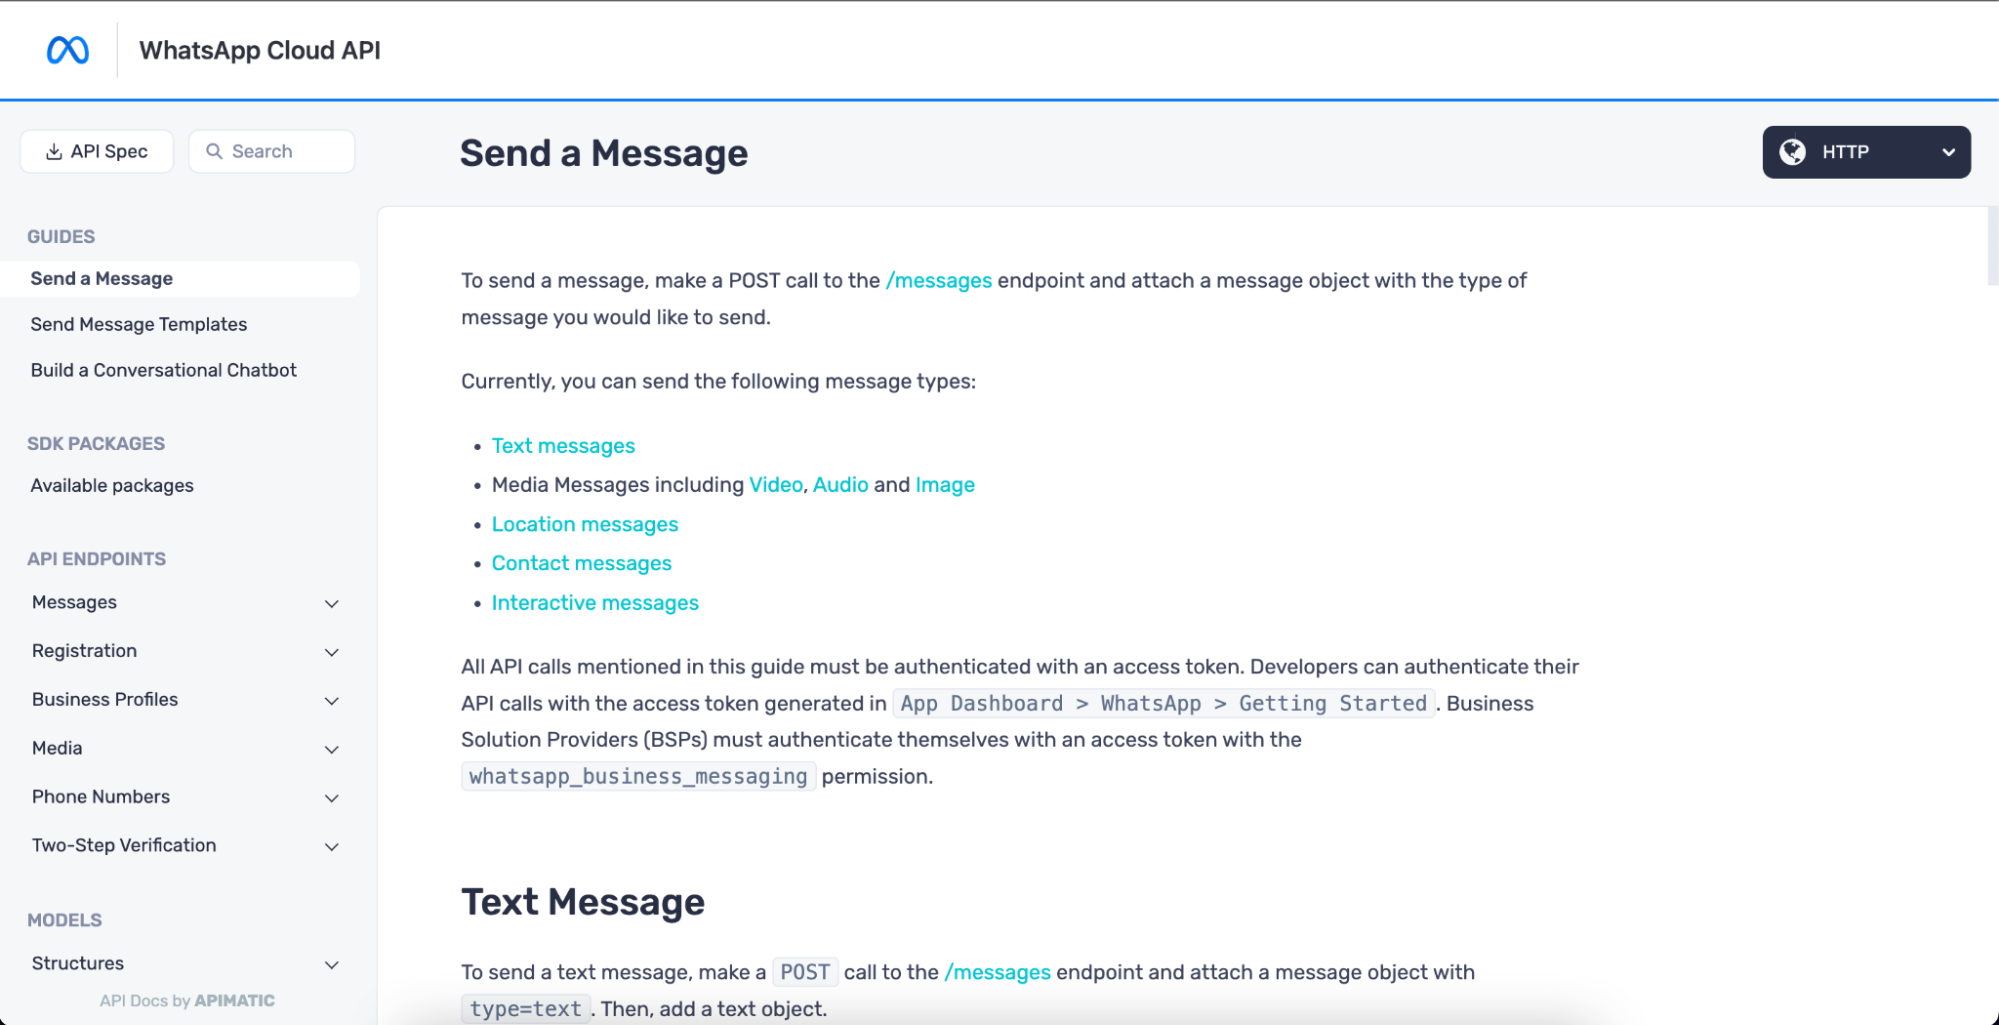 WhatsApp Cloud API
API Spec
Search
GUIDES
Send a Message
Send Message Templates
Build a Conversational Chatbot
SDK PACKAGES
Available packages
API ENDPOINTS
Messages
Registration
Business Profiles
Media
Phone Numbers
Two-Step Verification
MODELS
Structures
API Docs by APIMATIC
Send a Message
HTTP
To send a message, make a POST call to the /messages endpoint and attach a message object with the type of
message you would like to send.
Currently, you can send the following message types:
• Text messages
• Media Messages including Video, Audio and Image
• Location messages
• Contact messages
• Interactive messages
All API calls mentioned in this guide must be authenticated with an access token. Developers can authenticate their
API calls with the access token generated in App Dashboard > WhatsApp > Getting Started. Business
Solution Providers (BSPs) must authenticate themselves with an access token with the
whatsapp_business_messaging permission.
Text Message
To send a text message, make a POST call to the /messages endpoint and attach a message object with
type=text. Then, add a text object.